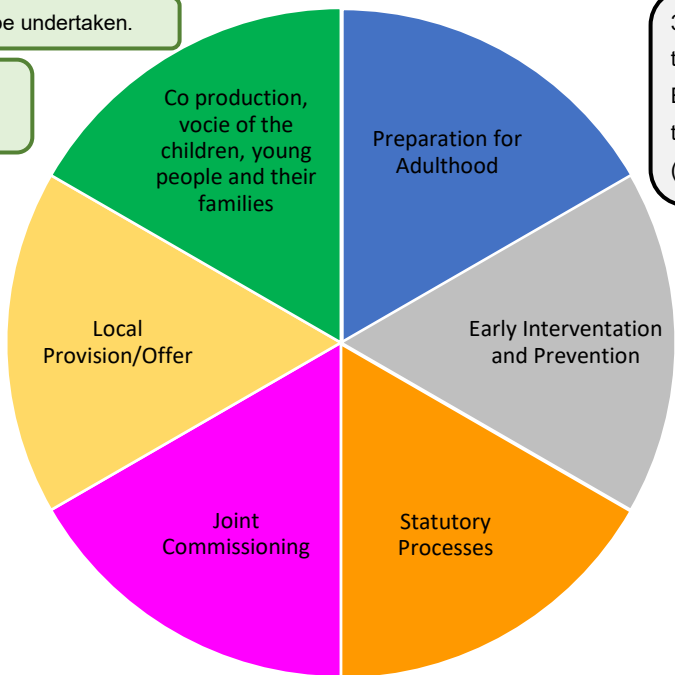 be undertaken.
3
t
E
t
(
Co production,
vocie of the
children, young
people and their
families
Preparation for
Adulthood
Local
Provision/Offer
Early Interventation
and Prevention
Joint
Commissioning
Statutory
Processes